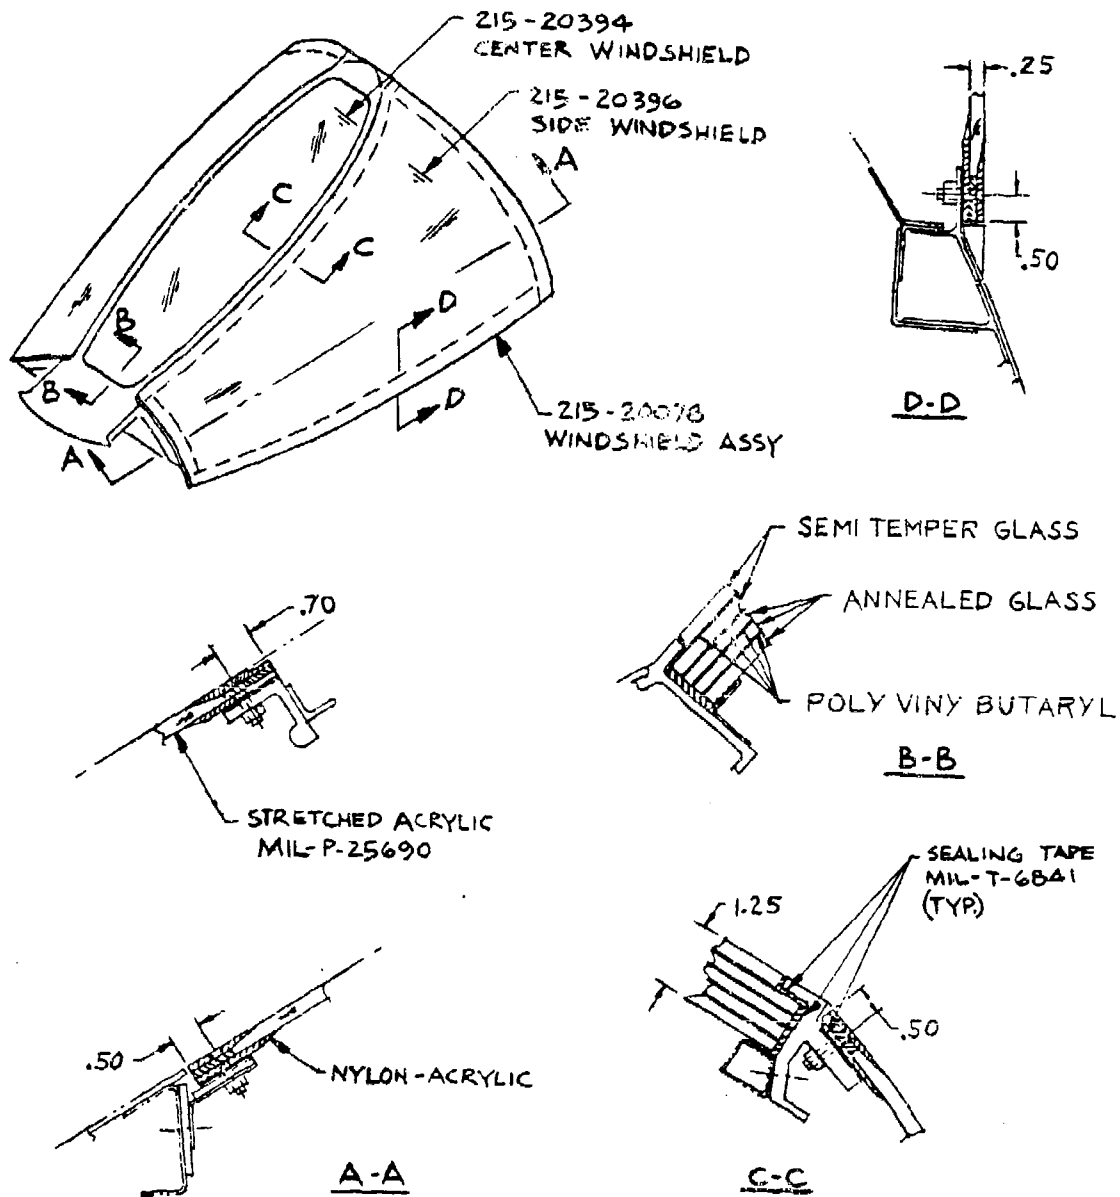 215-20394
CENTER WINDSHIELD
215-20396
SIDE WINDSHIELD
A
C
C
B
B
D
D
A
215-20078
WINDSHIELD ASSY
.25
.50
D-D
SEMI TEMPER GLASS
ANNEALED GLASS
POLY VINY BUTARYL
B-B
.70
STRETCHED ACRYLIC
MIL-P-25690
.50
NYLON-ACRYLIC
A-A
SEALING TAPE
MIL-T-6841
(TYP.)
1.25
.50
C-C